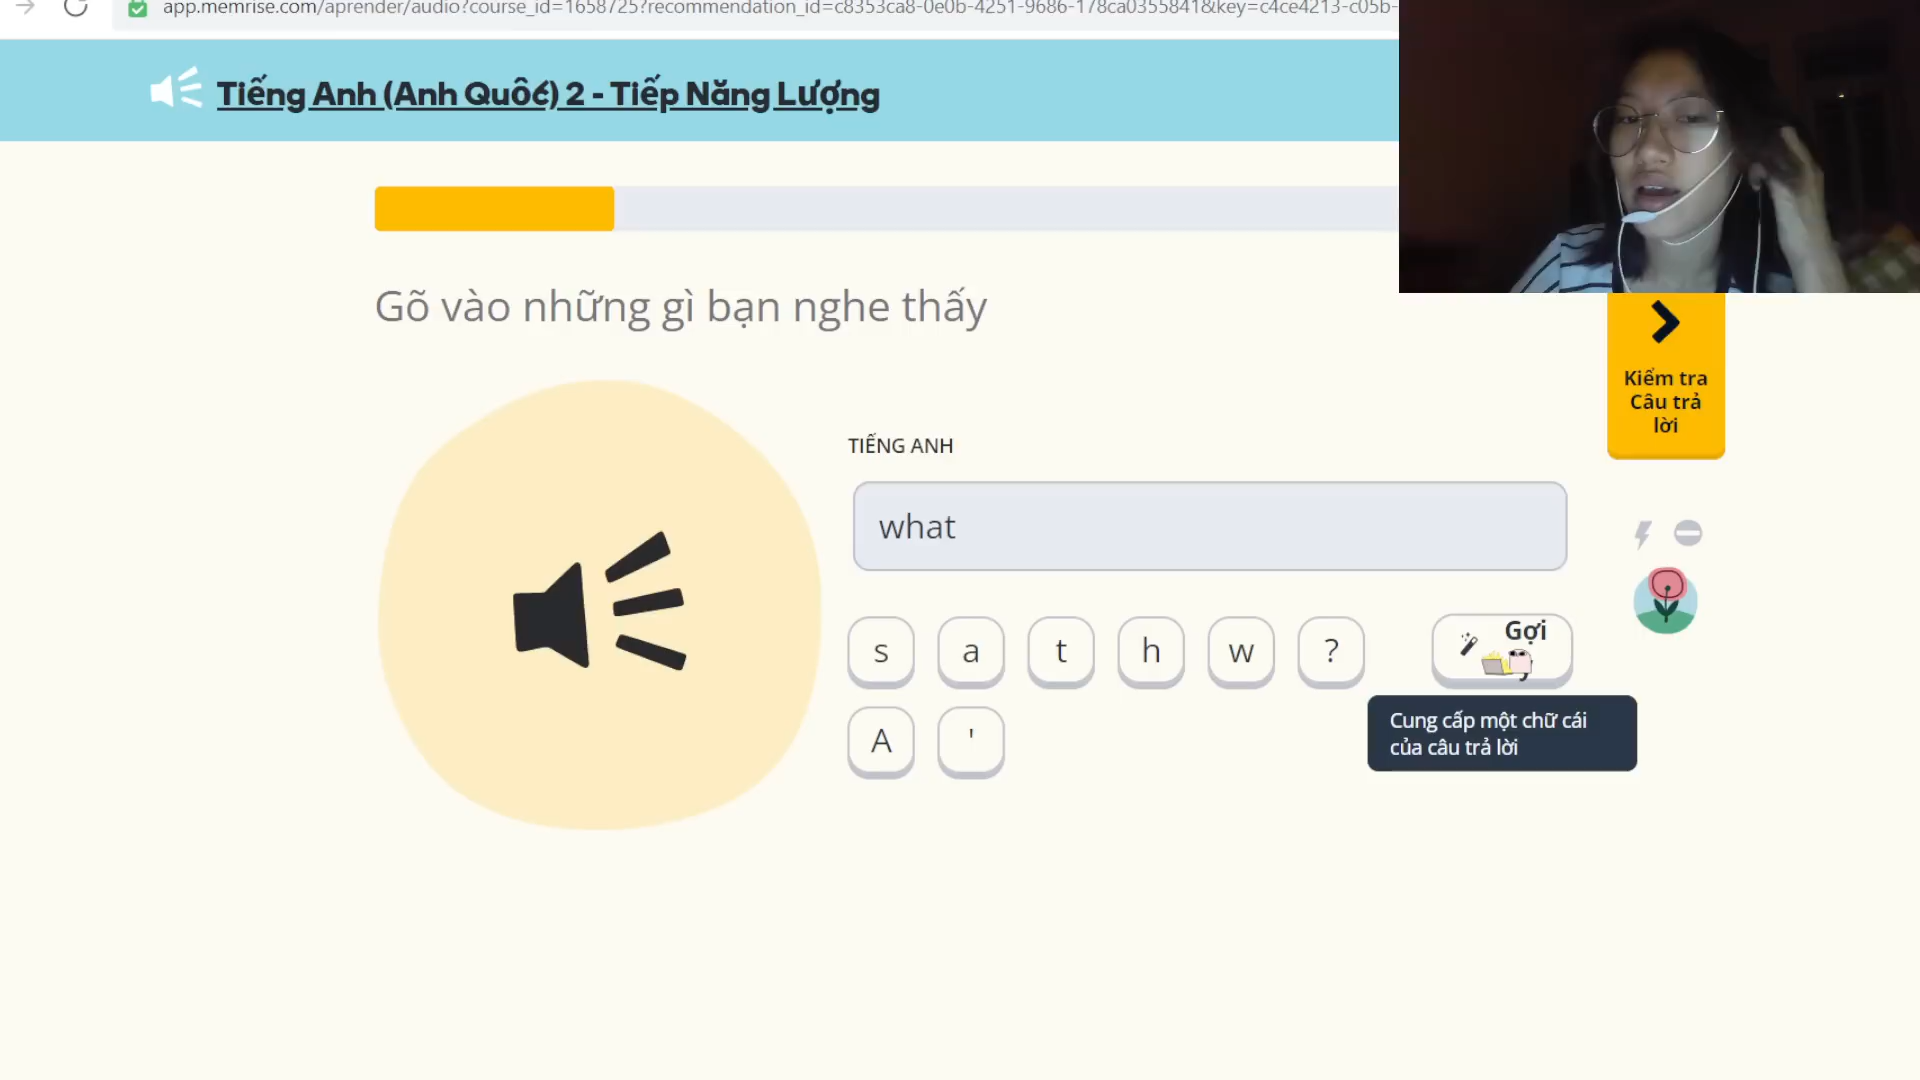 app.memrise.com/aprender/audio?course_id=1658725?recommendation_id=c8353ca8-0e0b-4251-9686-178ca0355841&key=c4ce4213-c05b-
Tiếng Anh (Anh Quốc) 2 - Tiếp Năng Lượng
Gõ vào những gì bạn nghe thấy
Kiểm tra
Câu trả
lời
TIẾNG ANH
what
s a t h w ?
Gợi
A '
Cung cấp một chữ cái
của câu trả lời